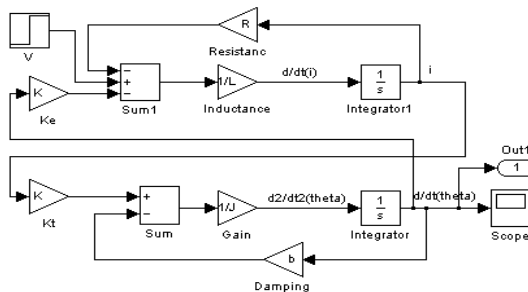 R
Resistanc
V
−
+
−
Sum1
1/L
Inductance
d/dt(i)
1
s
Integrator1
i
K
Ke
K
Kt
+
−
Sum
1/J
Gain
d2/dt2(theta)
1
s
Integrator
d/dt(theta)
Out1
1
Scope
b
Damping